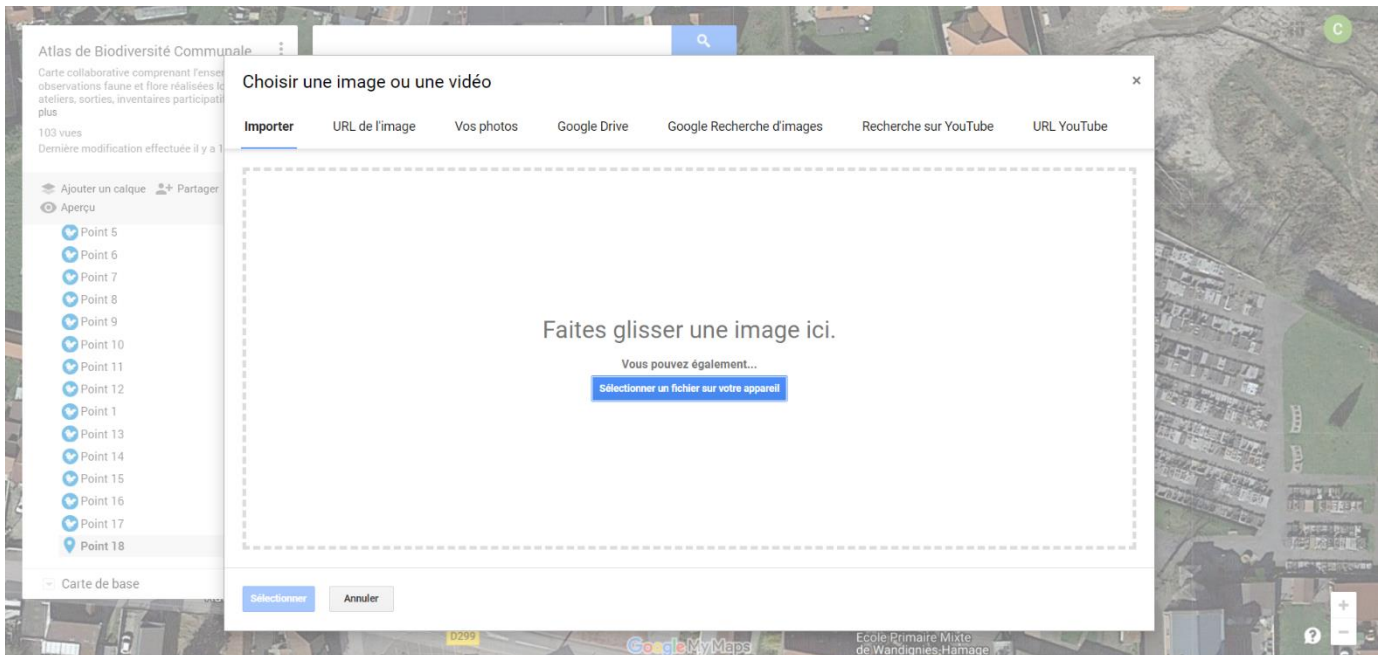 Atlas de Biodiversité Communale
Carte collaborative comprenant l'enser
observations faune et flore réalisées lo
ateliers, sorties, inventaires participatif
plus
103 vues
Dernière modification effectuée il y a 1
Ajouter un calque Partager
Aperçu
Point 5
Point 6
Point 7
Point 8
Point 9
Point 10
Point 11
Point 12
Point 1
Point 13
Point 14
Point 15
Point 16
Point 17
Point 18
Carte de base
C
Choisir une image ou une vidéo
×
Importer URL de l'image Vos photos Google Drive Google Recherche d'images Recherche sur YouTube URL YouTube
Faites glisser une image ici.
Vous pouvez également...
Sélectionner un fichier sur votre appareil
Sélectionner Annuler
D299
Google My Maps
École Primaire Mixte
de Wandignies-Hamage